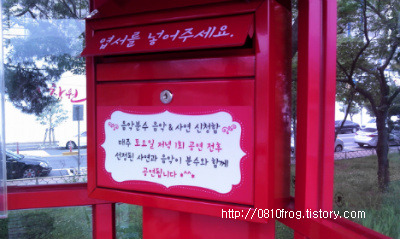 엽서를 넣어주세요.
음악분수 음악 & 사연 신청함
매주 토요일 저녁 1회 공연 전후
선정된 사연과 음악이 분수와 함께
공연됩니다 *^^*
http://0810frog.tistory.com